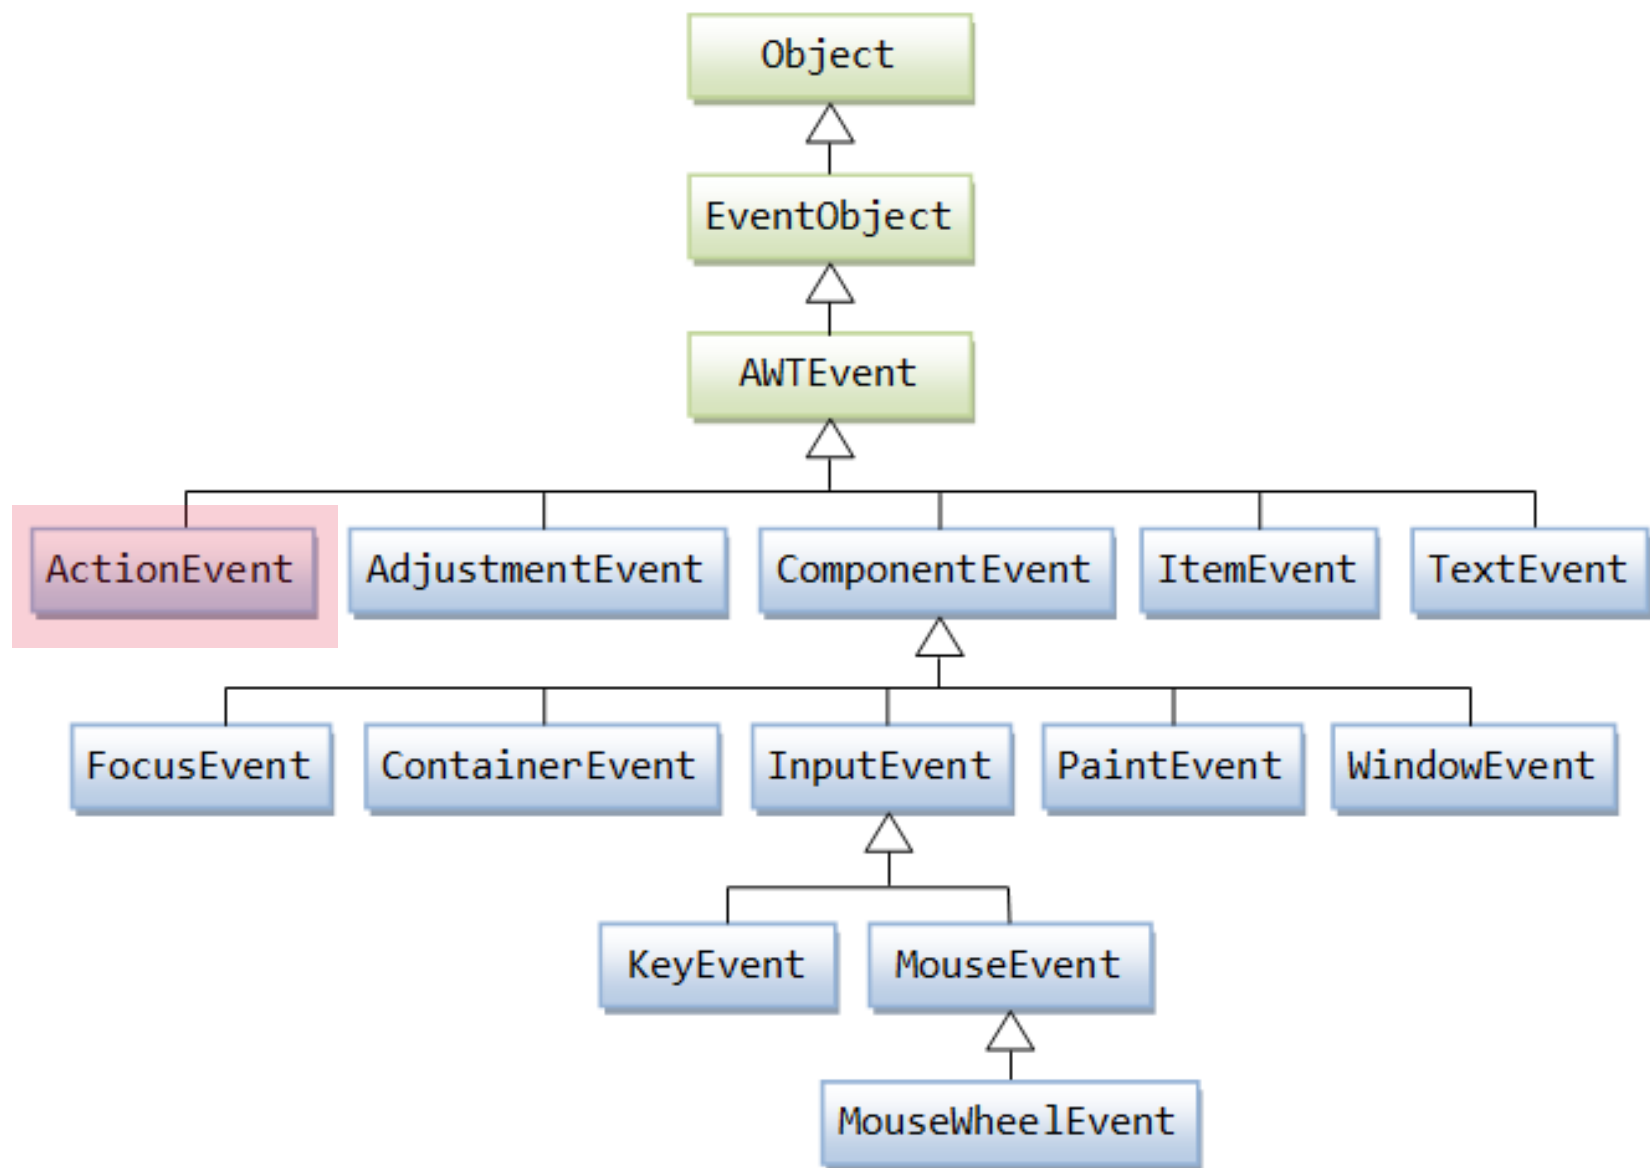 Object
EventObject
AWTEvent
ActionEvent
AdjustmentEvent
ComponentEvent
ItemEvent
TextEvent
FocusEvent
ContainerEvent
InputEvent
PaintEvent
WindowEvent
KeyEvent
MouseEvent
MouseWheelEvent